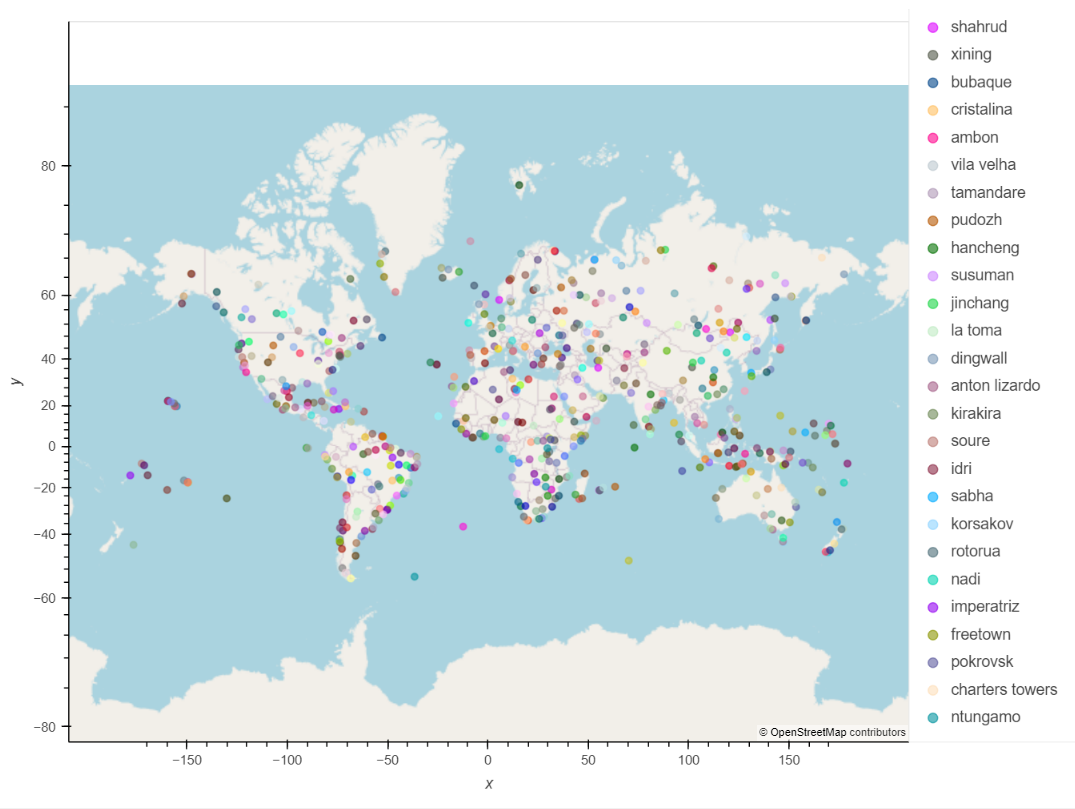 80
60
40
20
0
−20
−40
−60
−80
y
−150
−100
−50
0
50
100
150
x
© OpenStreetMap contributors
shahrud
xining
bubaque
cristalina
ambon
vila velha
tamandare
pudozh
hancheng
susuman
jinchang
la toma
dingwall
anton lizardo
kirakira
soure
idri
sabha
korsakov
rotorua
nadi
imperatriz
freetown
pokrovsk
charters towers
ntungamo